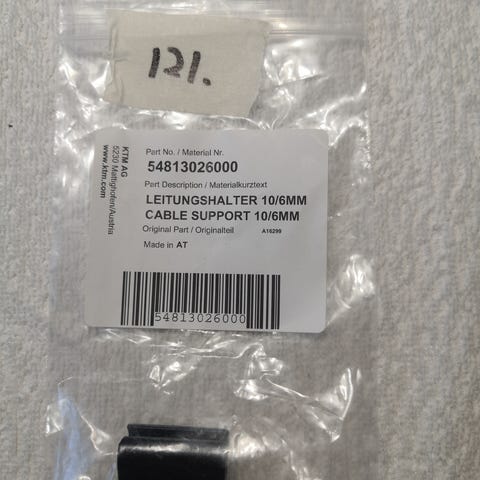 121.
KTM AG
5230 Mattighofen/Austria
www.ktm.com
Part No. / Material Nr.
54813026000
Part Description / Materialkurztext
LEITUNGSHALTER 10/6MM
CABLE SUPPORT 10/6MM
Original Part / Originalteil A16299
Made in AT
54813026000